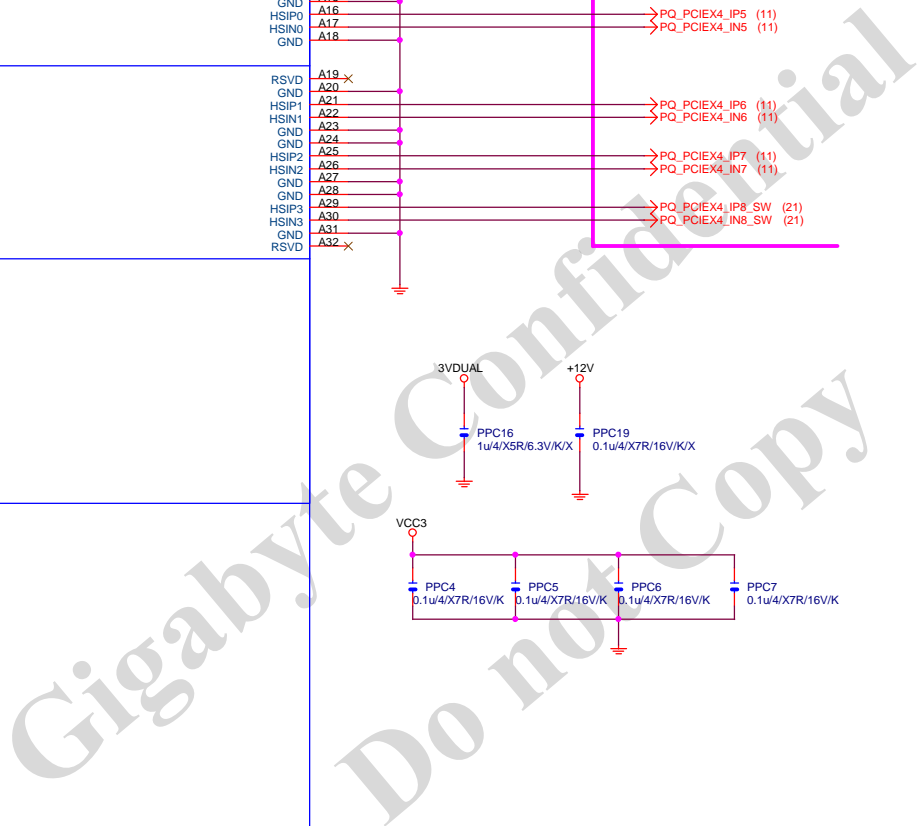 GND
HSIP0 A16 PQ_PCIEX4_IP5 (11)
HSIN0 A17 PQ_PCIEX4_IN5 (11)
GND A18
RSVD A19
GND A20
HSIP1 A21 PQ_PCIEX4_IP6 (11)
HSIN1 A22 PQ_PCIEX4_IN6 (11)
GND A23
GND A24
HSIP2 A25 PQ_PCIEX4_IP7 (11)
HSIN2 A26 PQ_PCIEX4_IN7 (11)
GND A27
GND A28
HSIP3 A29 PQ_PCIEX4_IP8_SW (21)
HSIN3 A30 PQ_PCIEX4_IN8_SW (21)
GND A31
RSVD A32
3VDUAL +12V
PPC16 PPC19
1u/4/X5R/6.3V/K/X 0.1u/4/X7R/16V/K/X
VCC3
PPC4 PPC5 PPC6 PPC7
0.1u/4/X7R/16V/K 0.1u/4/X7R/16V/K 0.1u/4/X7R/16V/K 0.1u/4/X7R/16V/K
Gigabyte Confidential
Do not Copy